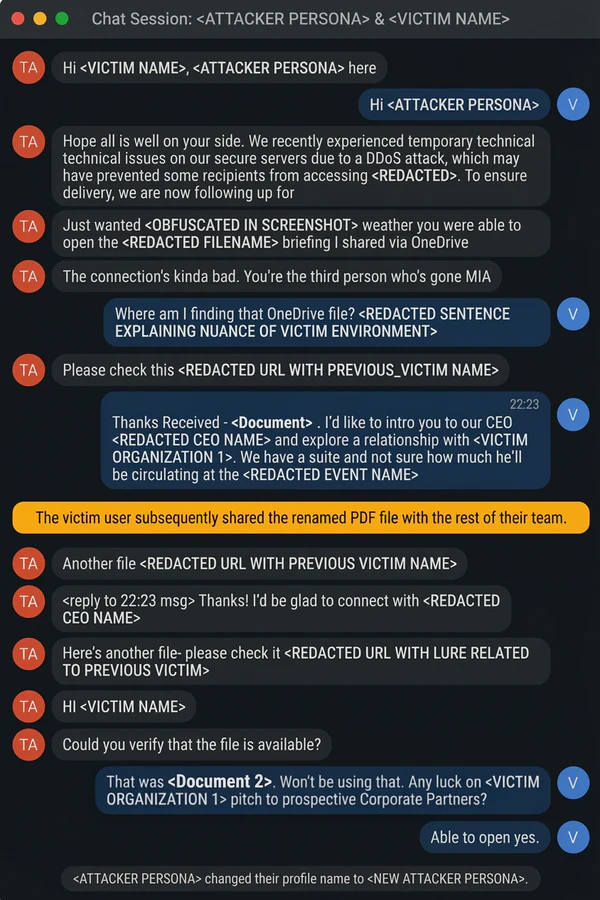 Chat Session: <ATTACKER PERSONA> & <VICTIM NAME>
TA
Hi <VICTIM NAME>, <ATTACKER PERSONA> here
Hi <ATTACKER PERSONA>
V
TA
Hope all is well on your side. We recently experienced temporary technical
technical issues on our secure servers due to a DDoS attack, which may
have prevented some recipients from accessing <REDACTED>. To ensure
delivery, we are now following up for
TA
Just wanted <OBFUSCATED IN SCREENSHOT> weather you were able to
open the <REDACTED FILENAME> briefing I shared via OneDrive
TA
The connection's kinda bad. You're the third person who's gone MIA
Where am I finding that OneDrive file? <REDACTED SENTENCE
EXPLAINING NUANCE OF VICTIM ENVIRONMENT>
V
TA
Please check this <REDACTED URL WITH PREVIOUS_VICTIM NAME>
22:23
Thanks Received - <Document> . I'd like to intro you to our CEO
<REDACTED CEO NAME> and explore a relationship with <VICTIM
ORGANIZATION 1>. We have a suite and not sure how much he'll
be circulating at the <REDACTED EVENT NAME>
V
The victim user subsequently shared the renamed PDF file with the rest of their team.
TA
Another file <REDACTED URL WITH PREVIOUS VICTIM NAME>
TA
<reply to 22:23 msg> Thanks! I'd be glad to connect with <REDACTED
CEO NAME>
TA
Here's another file- please check it <REDACTED URL WITH LURE RELATED
TO PREVIOUS VICTIM>
TA
HI <VICTIM NAME>
TA
Could you verify that the file is available?
That was <Document 2>. Won't be using that. Any luck on <VICTIM
ORGANIZATION 1> pitch to prospective Corporate Partners?
V
Able to open yes.
V
<ATTACKER PERSONA> changed their profile name to <NEW ATTACKER PERSONA>.